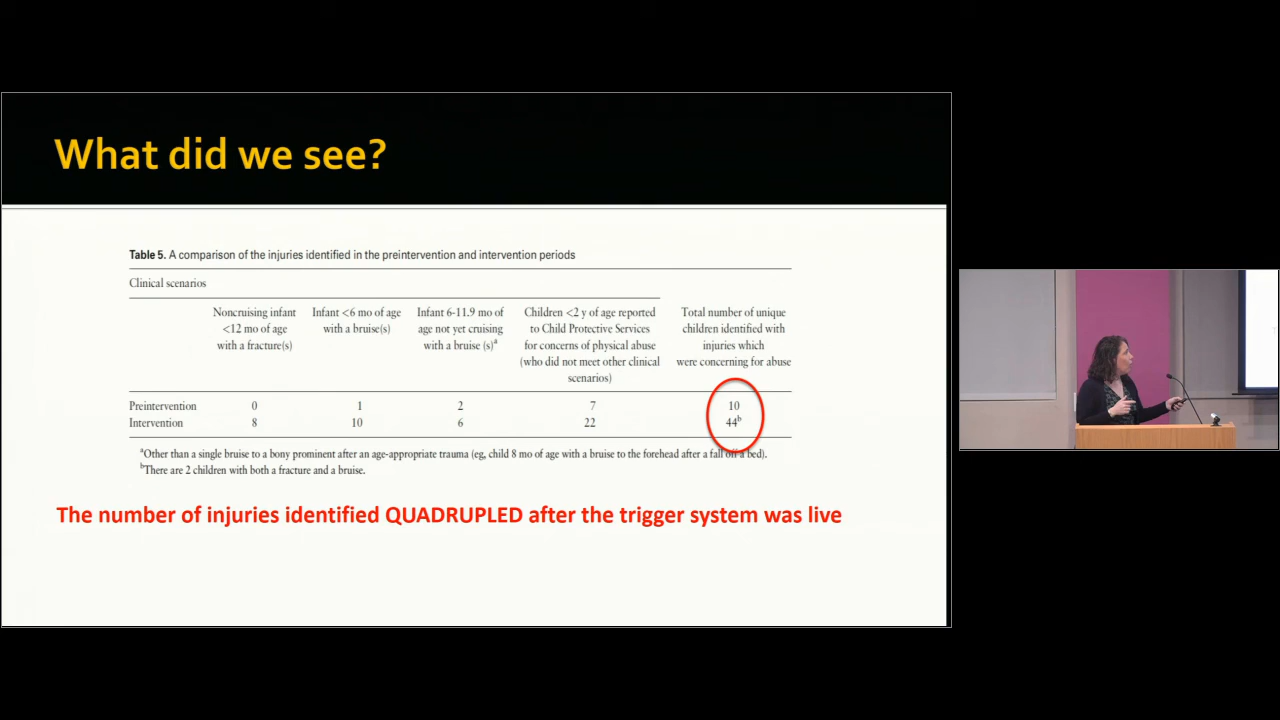 What did we see?
Table 5. A comparison of the injuries identified in the preintervention and intervention periods
Clinical scenarios
Noncruising infant <12 mo of age with a fracture(s)
Infant <6 mo of age with a bruise(s)
Infant 6-11.9 mo of age not yet cruising with a bruise (s)a
Children <2 y of age reported to Child Protective Services for concerns of physical abuse (who did not meet other clinical scenarios)
Total number of unique children identified with injuries which were concerning for abuse
Preintervention 0 1 2 7 10
Intervention 8 10 6 22 44b
aOther than a single bruise to a bony prominent after an age-appropriate trauma (eg, child 8 mo of age with a bruise to the forehead after a fall off a bed).
bThere are 2 children with both a fracture and a bruise.
The number of injuries identified QUADRUPLED after the trigger system was live